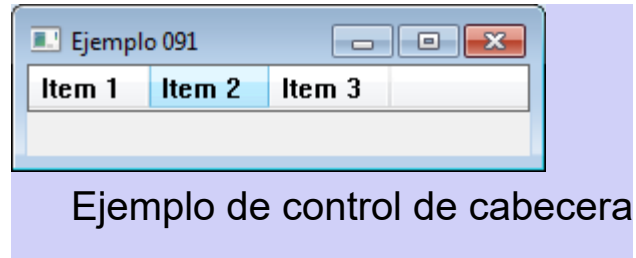 Ejemplo 091
Item 1 Item 2 Item 3
Ejemplo de control de cabecera